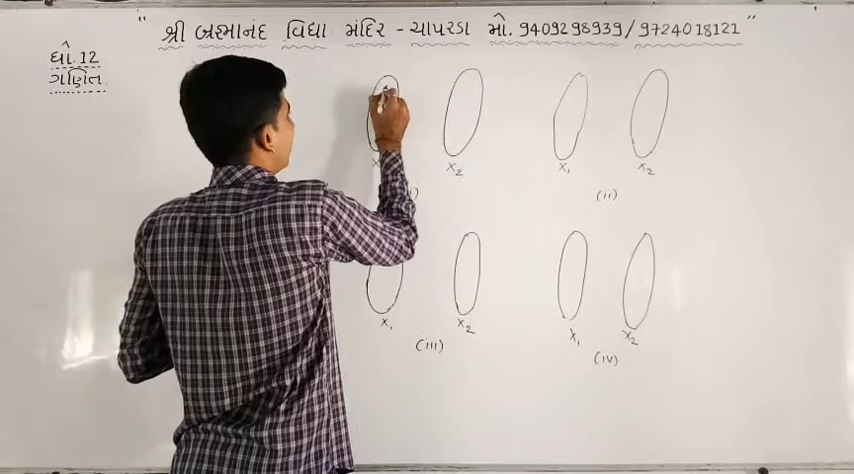 " શ્રી બ્રહ્માનંદ વિદ્યા મંદિર - ચાપરડા મો. 9409298939/9724018121 "
ધો. 12
ગણિત
X₂ X₁ X₂
(ii)
X₁ X₂ X₁ X₂
(iii) (iv)